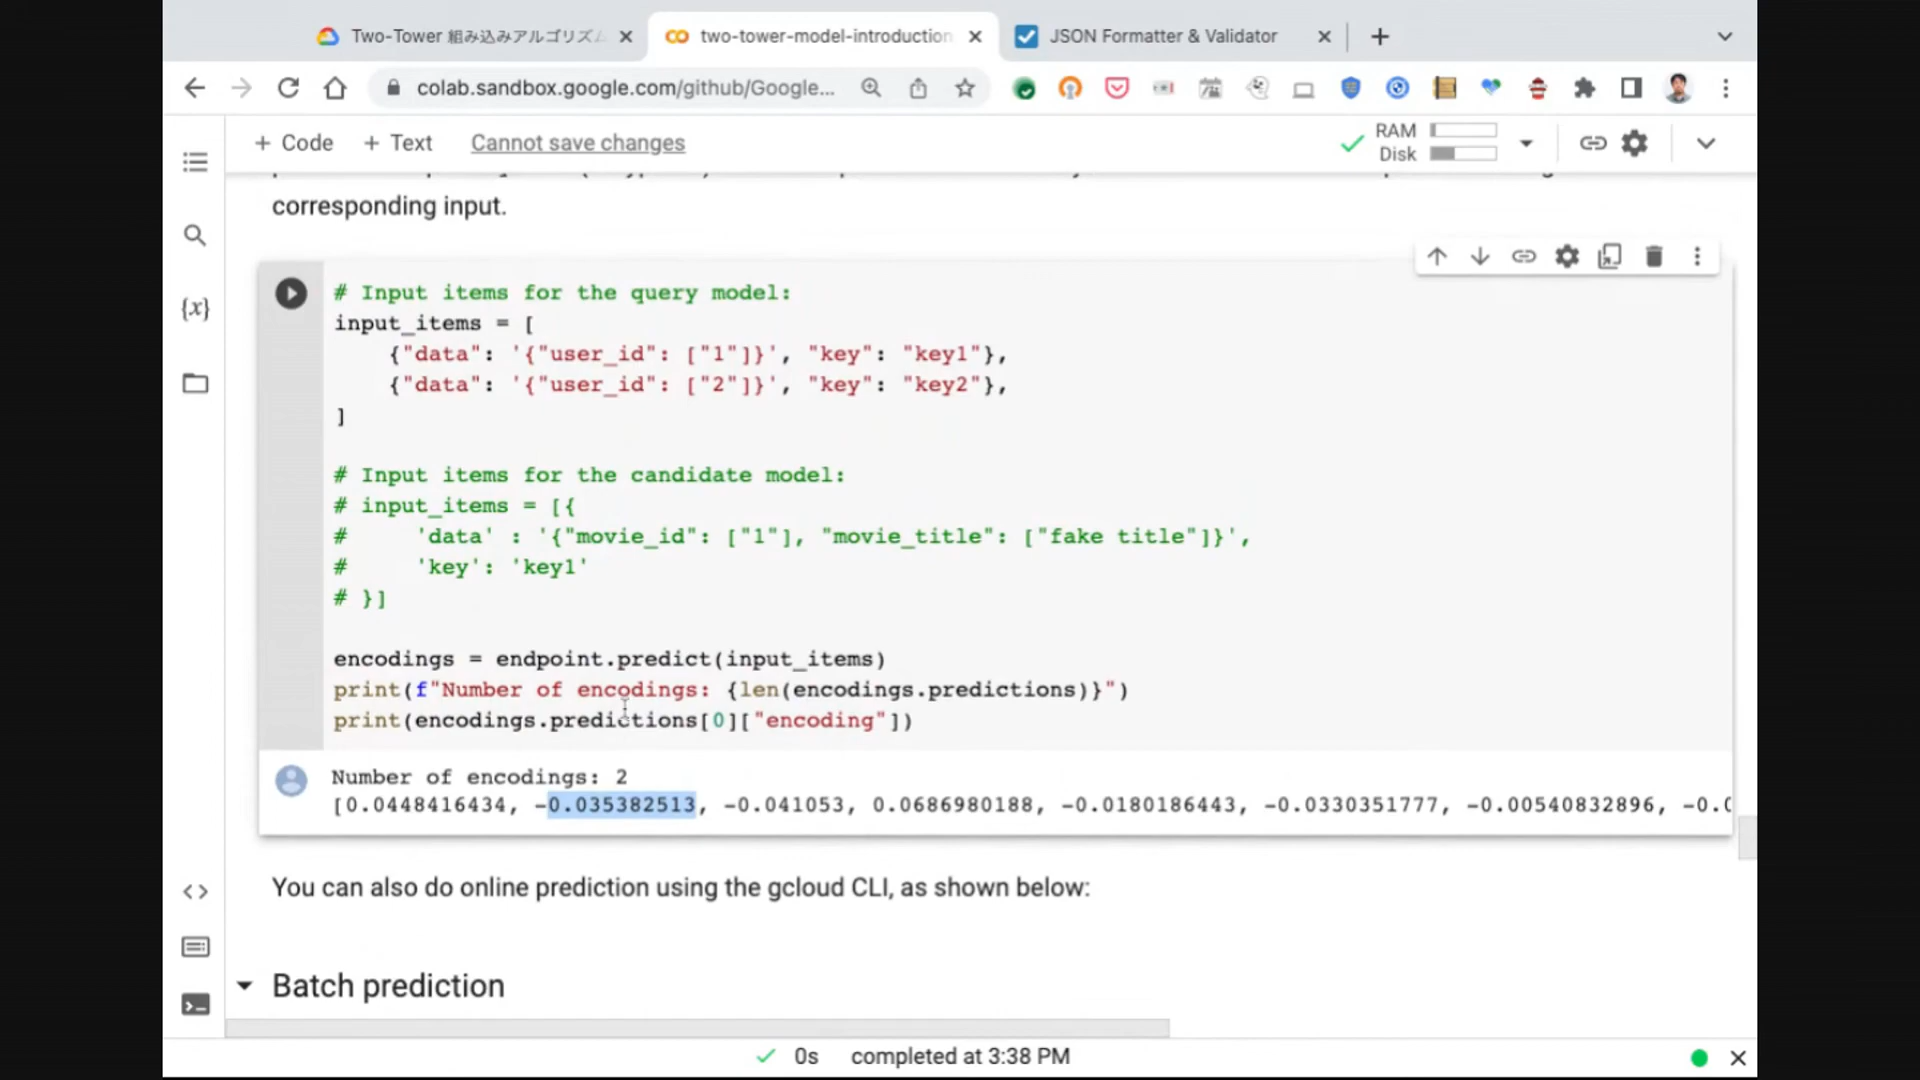 Two-Tower 組み込みアルゴリズム
two-tower-model-introduction
JSON Formatter & Validator
colab.sandbox.google.com/github/Google...
+ Code + Text Cannot save changes
RAM
Disk
corresponding input.
# Input items for the query model:
input_items = [
{"data": '{"user_id": ["1"]}', "key": "key1"},
{"data": '{"user_id": ["2"]}', "key": "key2"},
]
# Input items for the candidate model:
# input_items = [{
# 'data' : '{"movie_id": ["1"], "movie_title": ["fake title"]}',
# 'key': 'key1'
# }]
encodings = endpoint.predict(input_items)
print(f"Number of encodings: {len(encodings.predictions)}")
print(encodings.predictions[0]["encoding"])
Number of encodings: 2
[0.0448416434, -0.035382513, -0.041053, 0.0686980188, -0.0180186443, -0.0330351777, -0.00540832896, -0.0
You can also do online prediction using the gcloud CLI, as shown below:
Batch prediction
0s completed at 3:38 PM